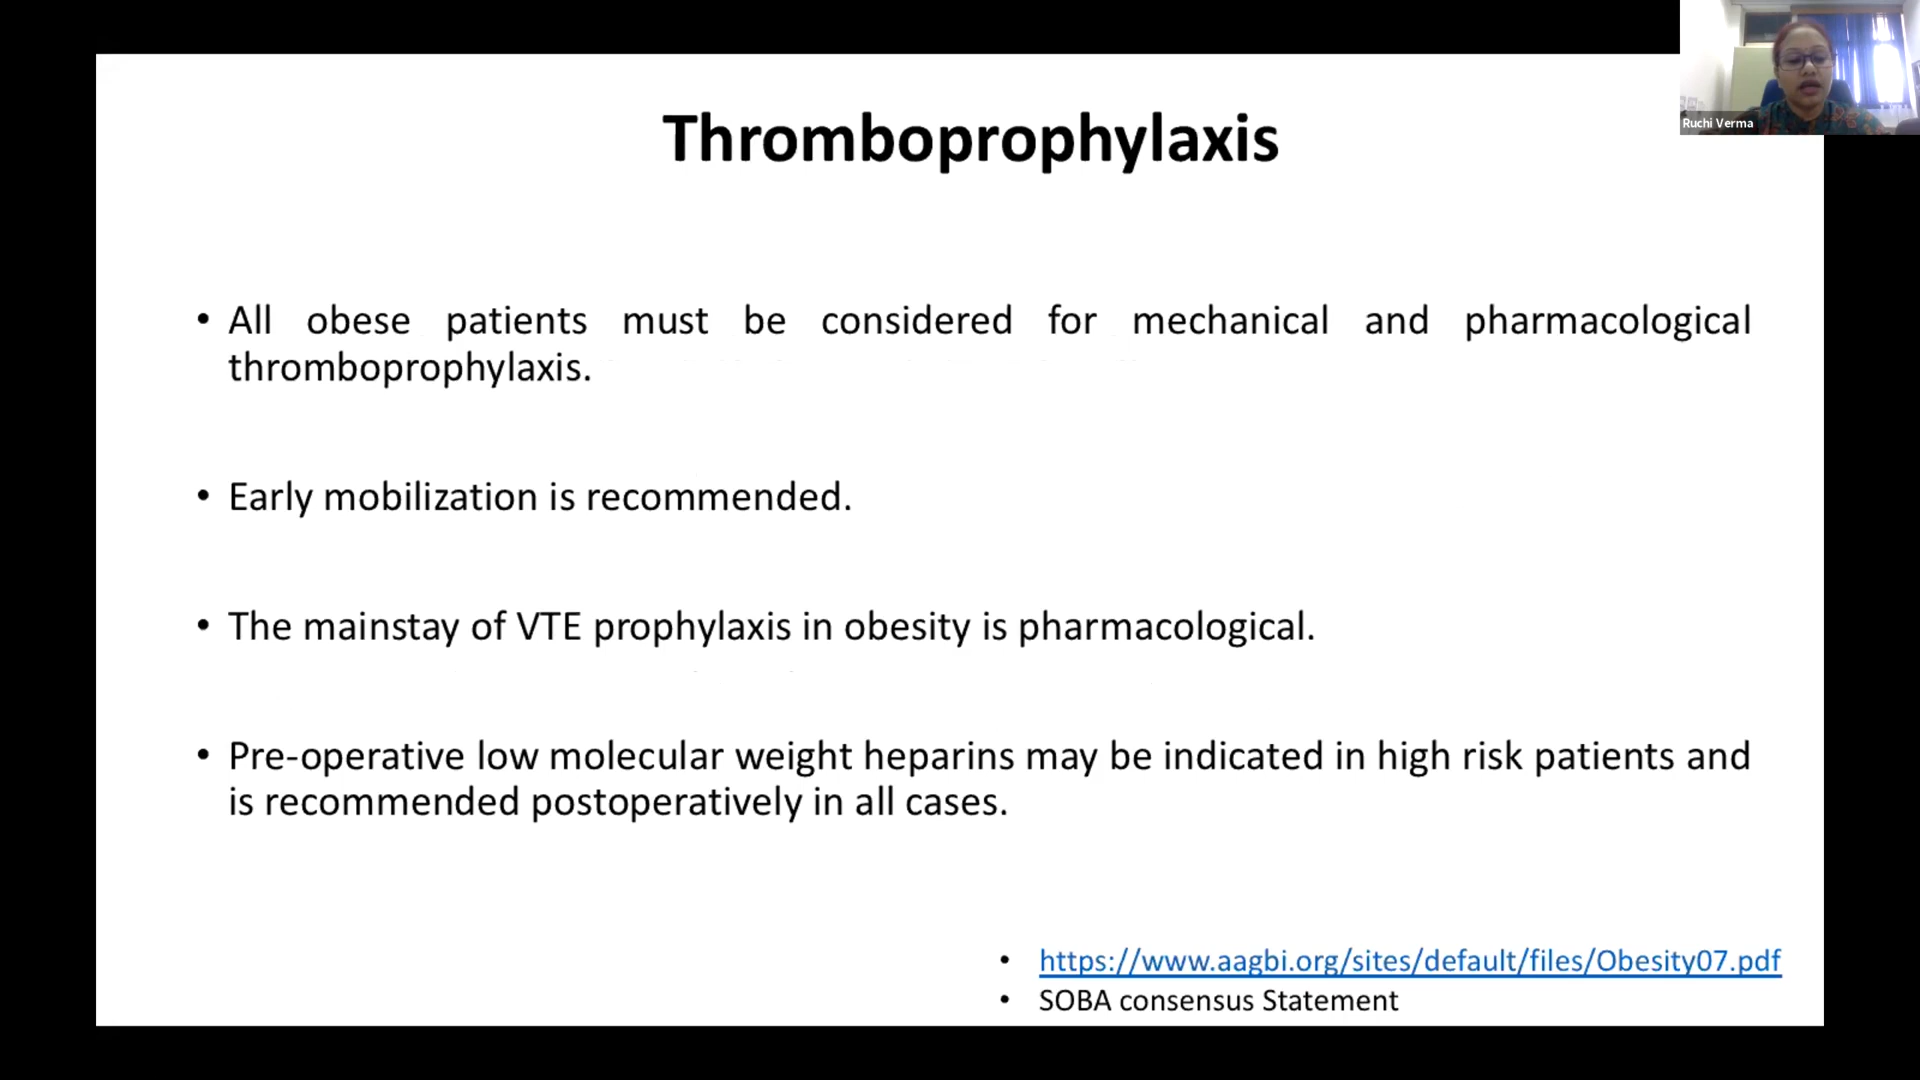 Ruchi Verma
Thromboprophylaxis
• All obese patients must be considered for mechanical and pharmacological
thromboprophylaxis.
• Early mobilization is recommended.
• The mainstay of VTE prophylaxis in obesity is pharmacological.
• Pre-operative low molecular weight heparins may be indicated in high risk patients and
is recommended postoperatively in all cases.
• https://www.aagbi.org/sites/default/files/Obesity07.pdf
• SOBA consensus Statement